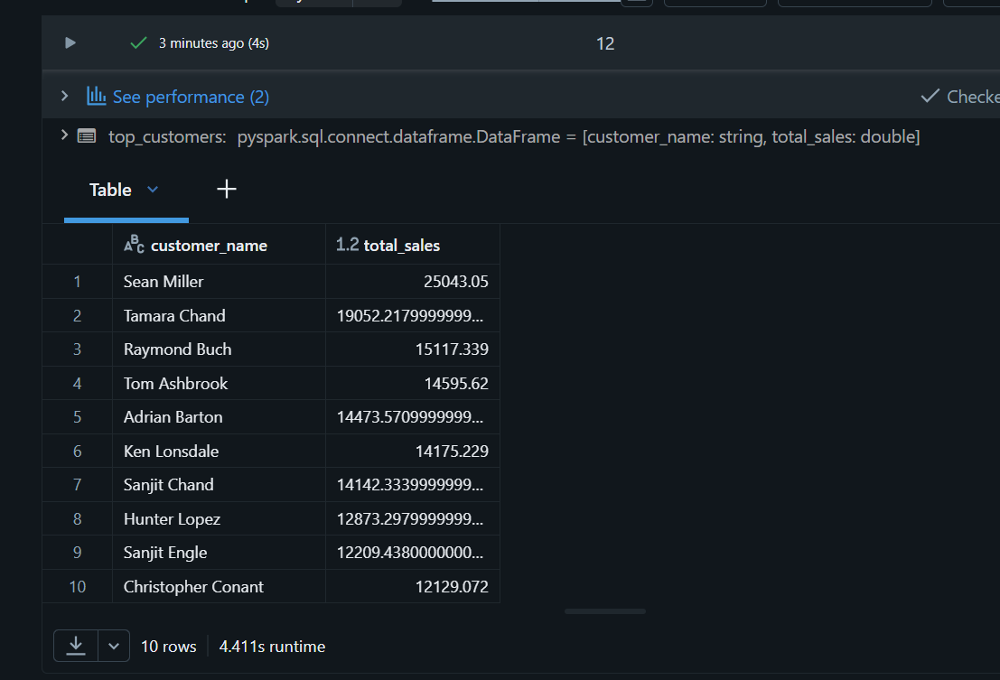 3 minutes ago (4s) 12
See performance (2) Checke
top_customers: pyspark.sql.connect.dataframe.DataFrame = [customer_name: string, total_sales: double]
Table
ABC customer_name 1.2 total_sales
1 Sean Miller 25043.05
2 Tamara Chand 19052.2179999999...
3 Raymond Buch 15117.339
4 Tom Ashbrook 14595.62
5 Adrian Barton 14473.5709999999...
6 Ken Lonsdale 14175.229
7 Sanjit Chand 14142.3339999999...
8 Hunter Lopez 12873.2979999999...
9 Sanjit Engle 12209.4380000000...
10 Christopher Conant 12129.072
10 rows 4.411s runtime